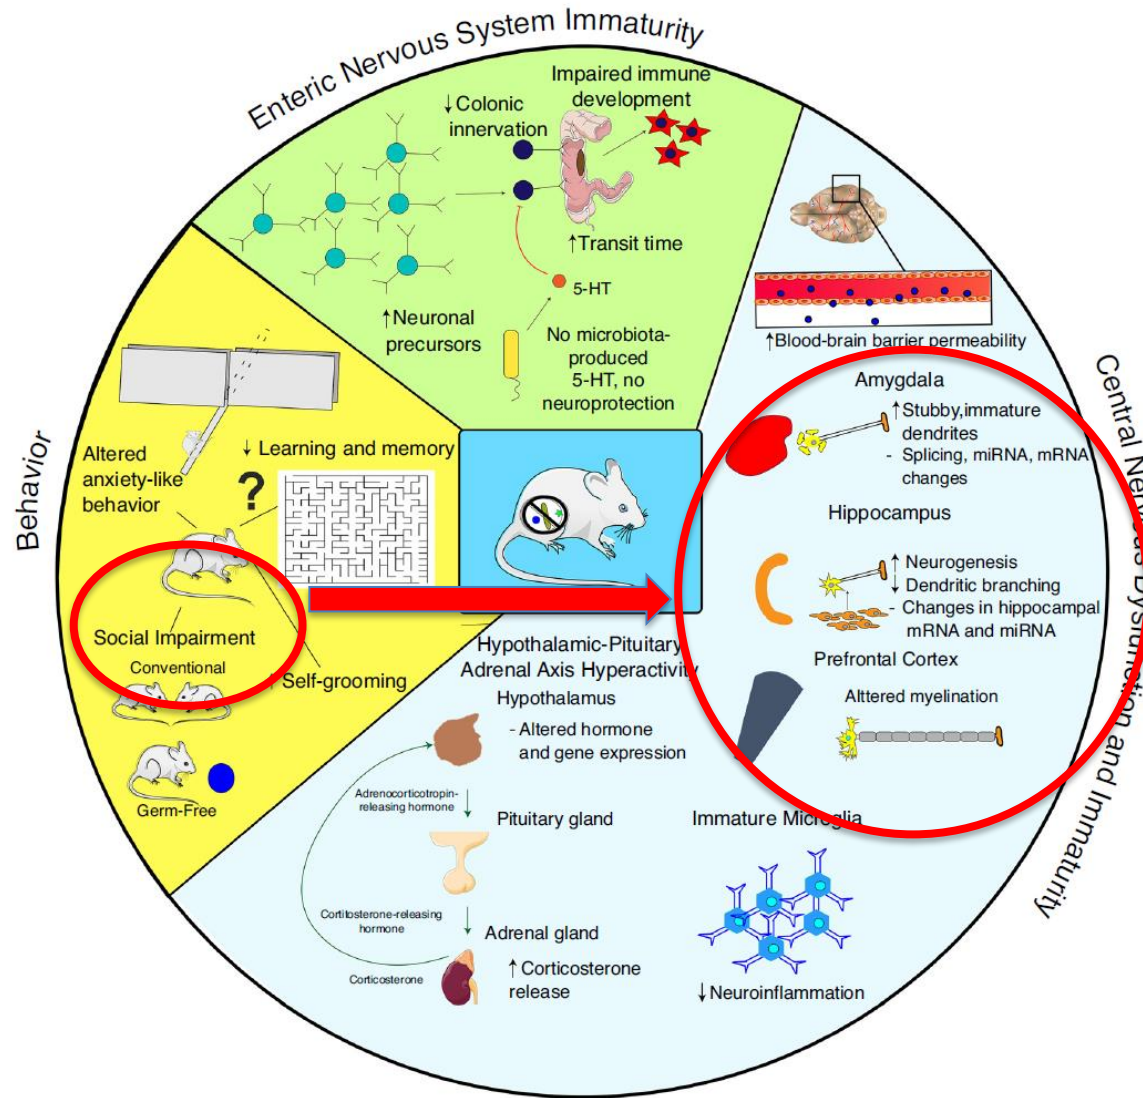 Enteric Nervous System Immaturity
Impaired immune
development
↓Colonic
innervation
↑Transit time
5-HT
↑Neuronal
precursors
No microbiota-
produced
5-HT, no
neuroprotection
↑Blood-brain barrier permeability
Central Nervous Dysfunction and Immaturity
Amygdala
↑Stubby,immature
dendrites
- Splicing, miRNA, mRNA
changes
Hippocampus
↑ Neurogenesis
↓ Dendritic branching
- Changes in hippocampal
mRNA and miRNA
Prefrontal Cortex
Alttered myelination
Immature Microglia
↓Neuroinflammation
Hypothalamic-Pituitary
Adrenal Axis Hyperactivity
Hypothalamus
- Altered hormone
and gene expression
Adrenocorticotropin-
releasing hormone
Pituitary gland
Cortitosterone-releasing
hormone
Adrenal gland
Corticosterone
↑ Corticosterone
release
Behavior
Altered
anxiety-like
behavior
↓ Learning and memory
?
Social Impairment
Conventional
Self-grooming
Germ-Free